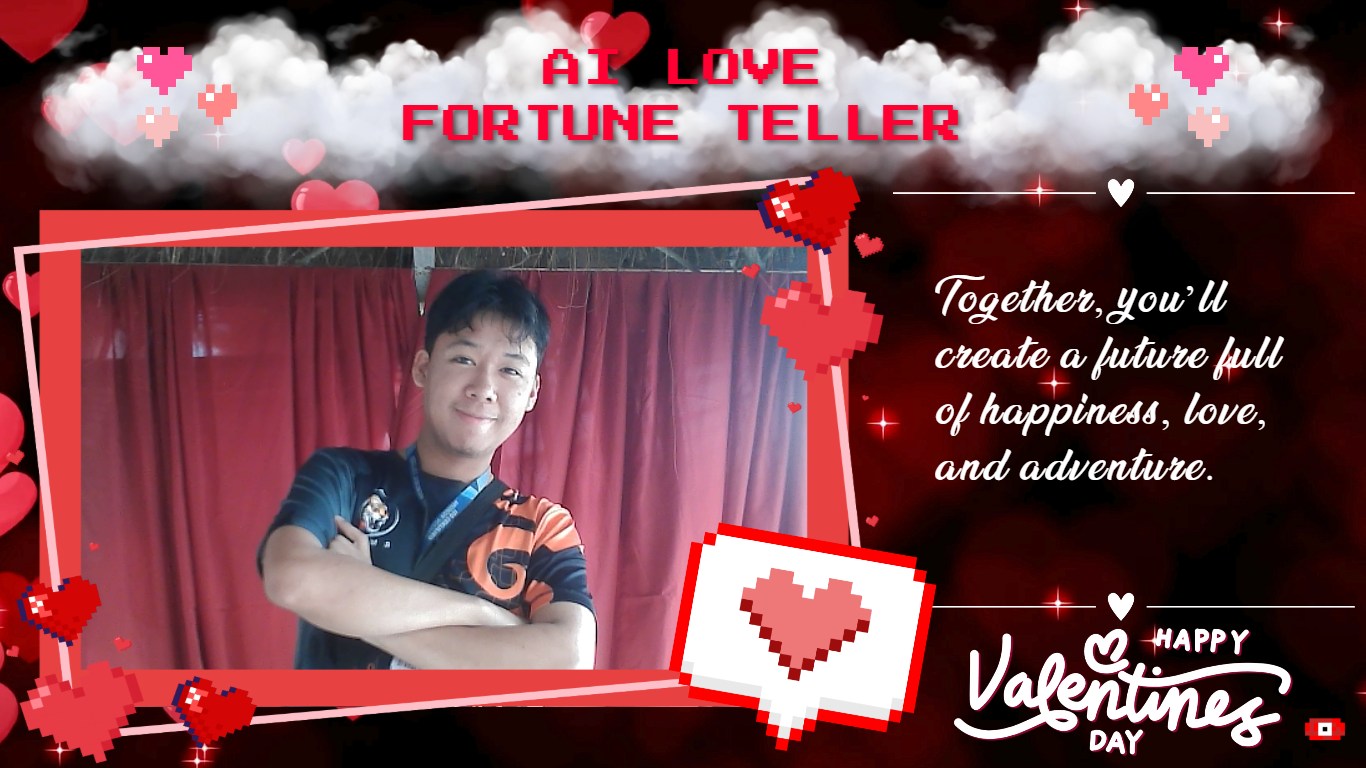 AI LOVE
FORTUNE TELLER
Together, you'll
create a future full
of happiness, love,
and adventure.
HAPPY
Valentines
DAY